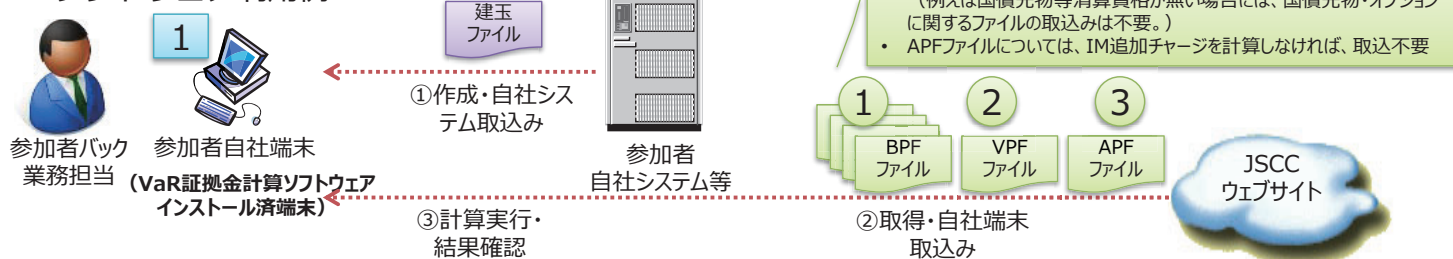 建玉
ファイル
(例えば国債先物等清算資格が無い場合には、国債先物・オプション
に関するファイルの取込みは不要。)
• APFファイルについては、IM追加チャージを計算しなければ、取込不要
1
①作成・自社シス
テム取込み
参加者バック
業務担当
参加者自社端末
(VaR証拠金計算ソフトウェア
インストール済端末)
参加者
自社システム等
1
2
3
BPF
ファイル
VPF
ファイル
APF
ファイル
JSCC
ウェブサイト
③計算実行・
結果確認
②取得・自社端末
取込み